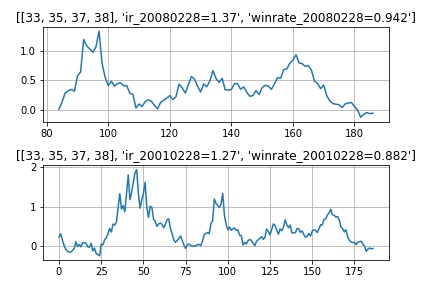 [[33, 35, 37, 38], 'ir_20080228=1.37', 'winrate_20080228=0.942']
1.0
0.5
0.0
80 100 120 140 160 180
[[33, 35, 37, 38], 'ir_20010228=1.27', 'winrate_20010228=0.882']
2
1
0
0 25 50 75 100 125 150 175